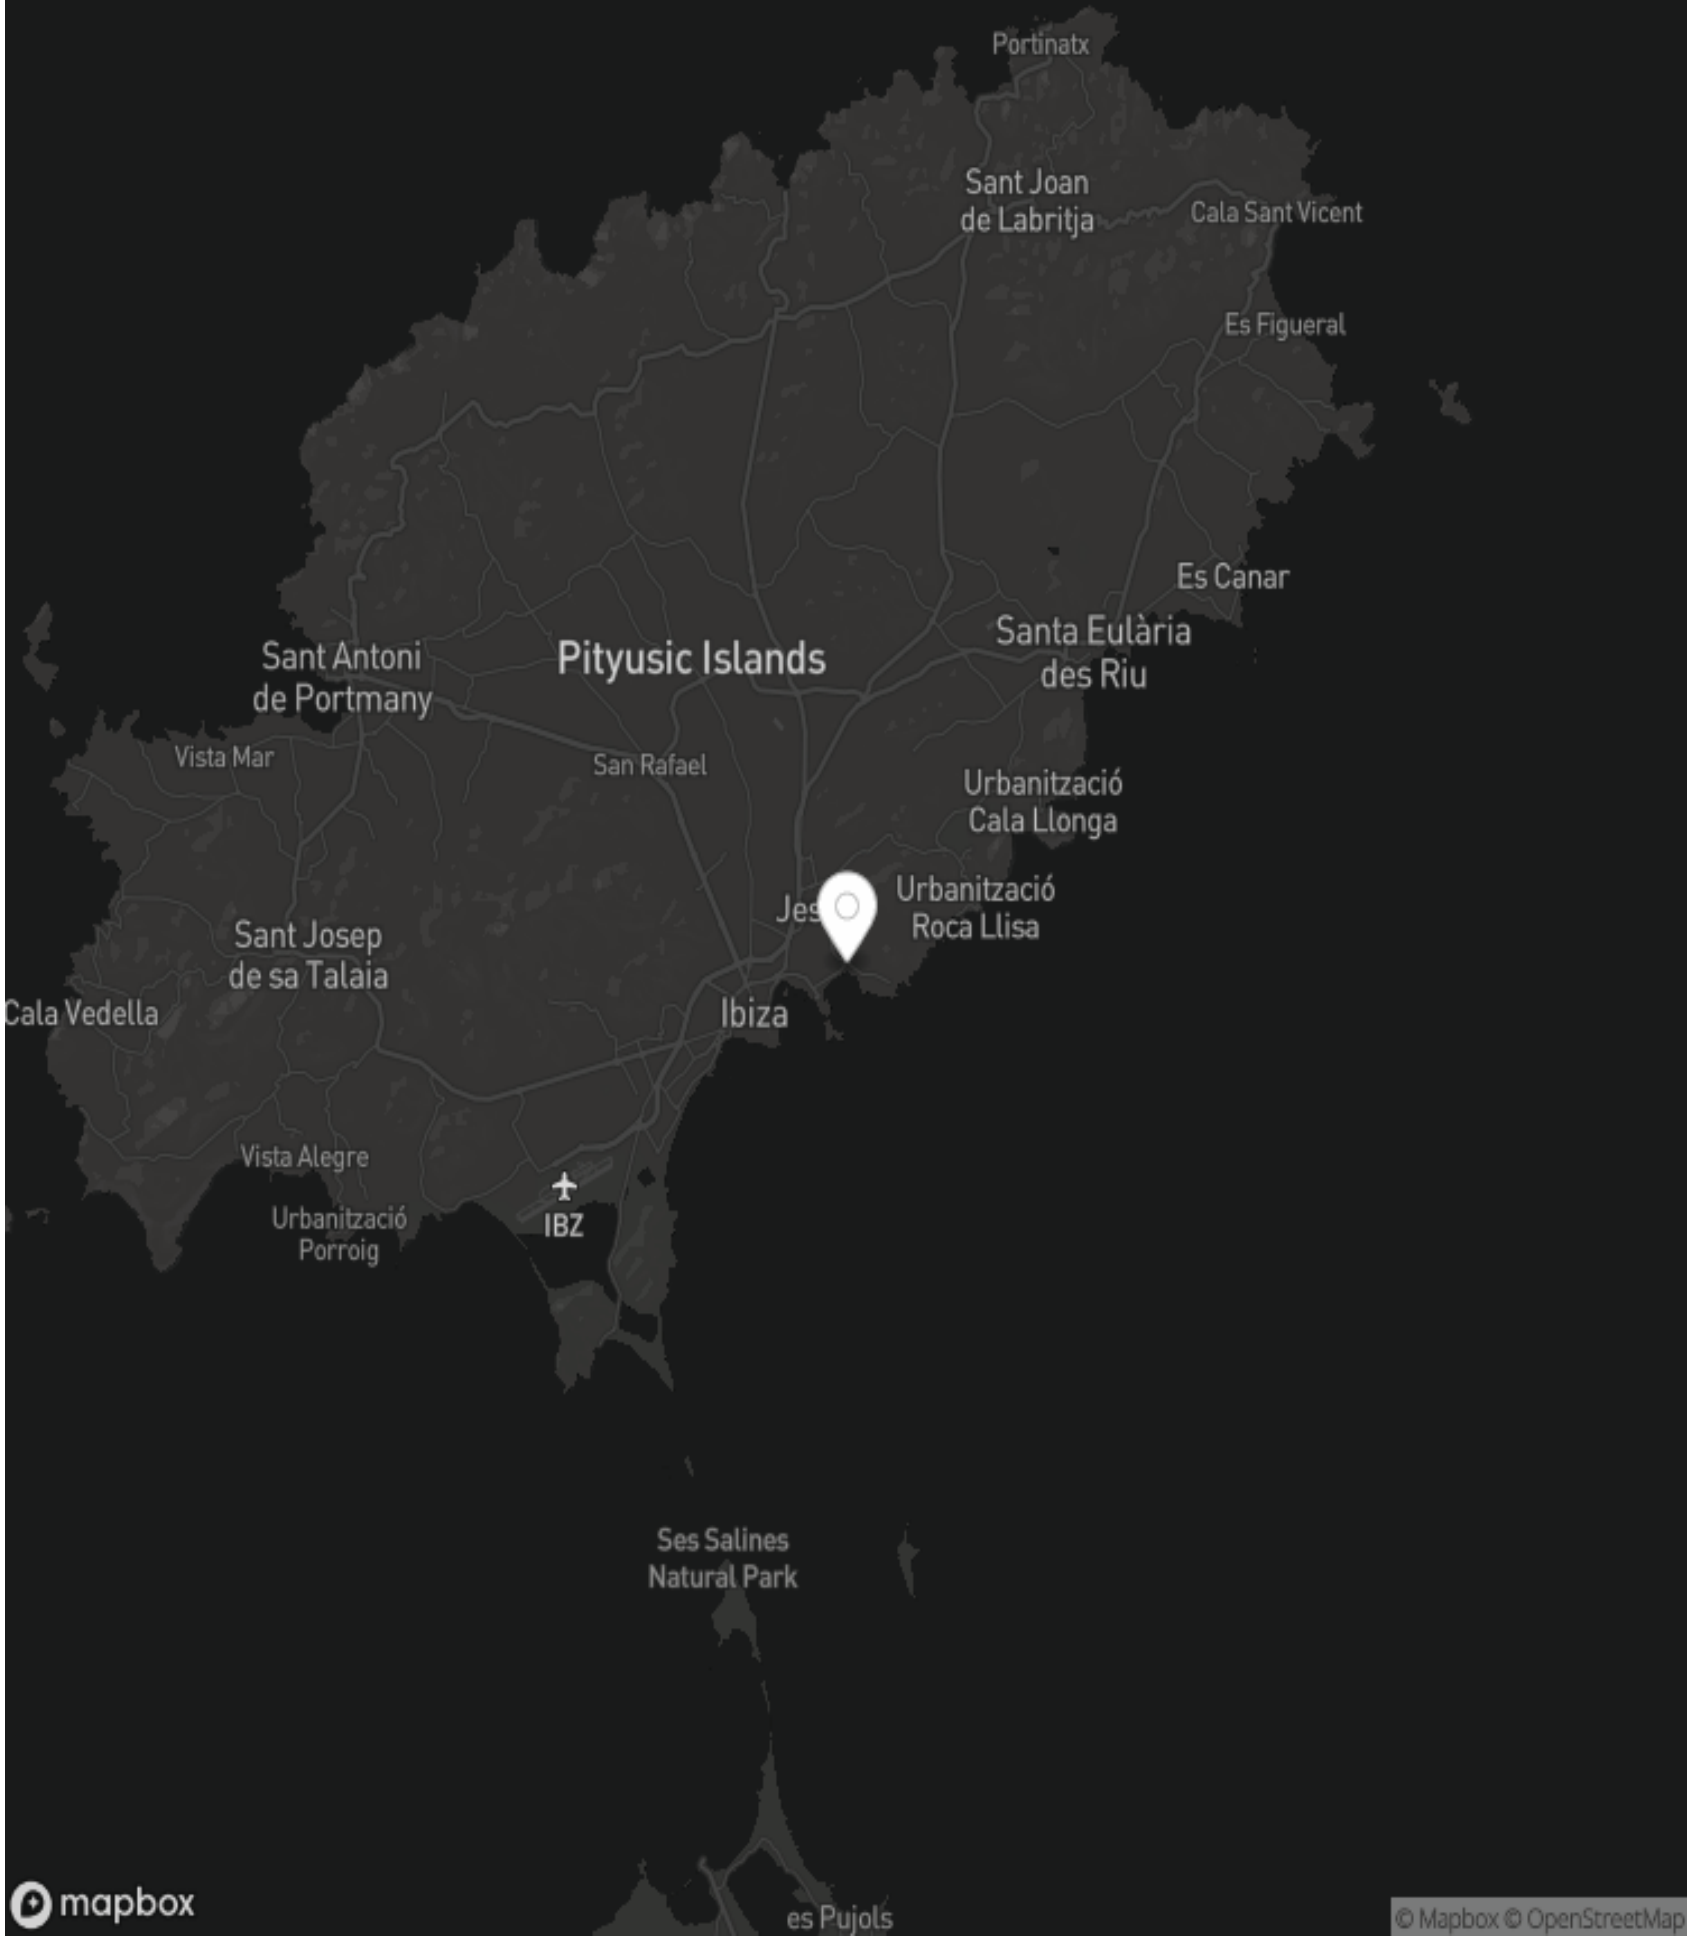 Portinatx
Sant Joan
de Labritja
Cala Sant Vicent
Es Figueral
Es Canar
Santa Eulària
des Riu
Pityusic Islands
Sant Antoni
de Portmany
Vista Mar
San Rafael
Urbanització
Cala Llonga
Jes
Urbanització
Roca Llisa
Sant Josep
de sa Talaia
Cala Vedella
Ibiza
Vista Alegre
IBZ
Urbanització
Porroig
Ses Salines
Natural Park
es Pujols
mapbox
© Mapbox © OpenStreetMap